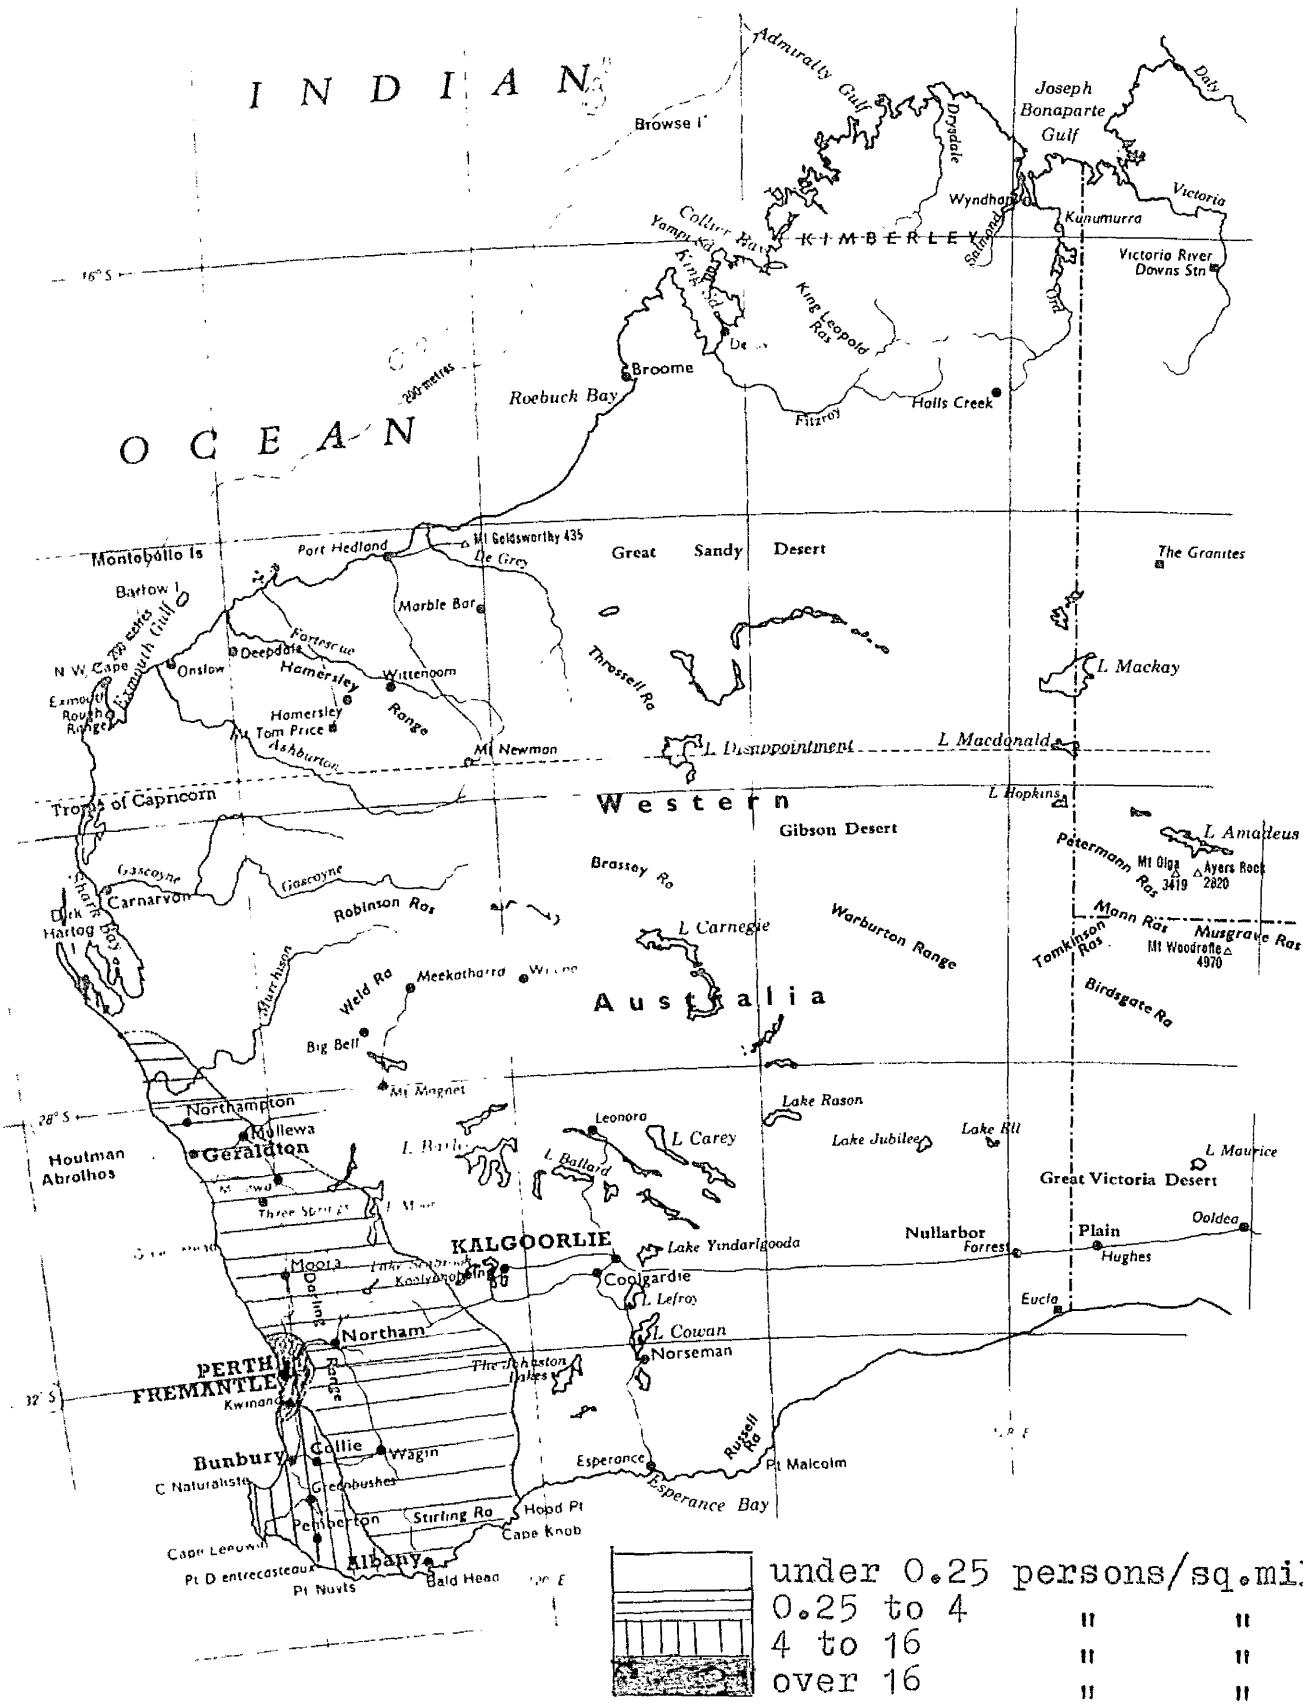 INDIAN
Admiralty Gulf
Joseph
Bonaparte
Gulf
Daly
Browse I
Drysdale
Wyndham
Victoria
Kunumurra
Collier Bay
Yampi Sd
King Sd
KIMBERLEY
Salmond
Victoria River
Downs Stn
16° S
King Leopold
Ras
Ord
200 metres
Broome
Roebuck Bay
Fitzroy
Halls Creek
OCEAN
Montobello Is
Port Hedland
Mt Goldsworthy 435
De Grey
Great Sandy Desert
The Granites
Barlow I
Marble Bar
200 metres
Exmouth Gulf
N W. Cape
Onslow
Deepdale
Fortescue
Hamersley
Wittenoom
Range
Throssell Ra
L Mackay
Exmouth
Rough
Range
Hamersley
Mt Tom Price
Ashburton
Mt Newman
L Disappointment
L Macdonald
Tropic of Capricorn
Western
L Hopkins
Gibson Desert
L Amadeus
Petermann Ras
Mt Olga
3419
Ayers Rock
2820
Gascoyne
Gascoyne
Brassey Ra
Carnarvon
Shark Bay
Dirk
Hartog
I
Robinson Ras
L Carnegie
Warburton Range
Mann Ras
Musgrave Ras
Tomkinson
Ras
Mt Woodroffe
4970
Murchison
Weld Ra
Meekatharra
Birdsgate Ra
Australia
Big Bell
Mt Magnet
28° S
Northampton
Mullewa
Geraldton
Houtman
Abrolhos
Leonora
L Carey
Lake Rason
Lake Jubilee
Lake Ell
L Ballard
L Maurice
Great Victoria Desert
Three Springs
Ooldea
KALGOORLIE
Lake Yindarlgooda
Nullarbor Plain
Forrest
Hughes
Moora
Darling
Range
Coolgardie
L Lefroy
Eucla
Northam
L Cowan
Norseman
PERTH
FREMANTLE
Kwinana
The Johnston
Lakes
32° S
Bunbury
Collie
Wagin
Esperance
Russell
Ra
Pt Malcolm
C Naturaliste
Greenbushes
Esperance Bay
Pemberton
Stirling Ra
Hood Pt
Cape Knob
Cape Leeuwin
Albany
Pt D entrecasteaux
Pt Nuyts
Bald Head
under 0.25 persons/sq.mil
0.25 to 4 " "
4 to 16 " "
over 16 " "